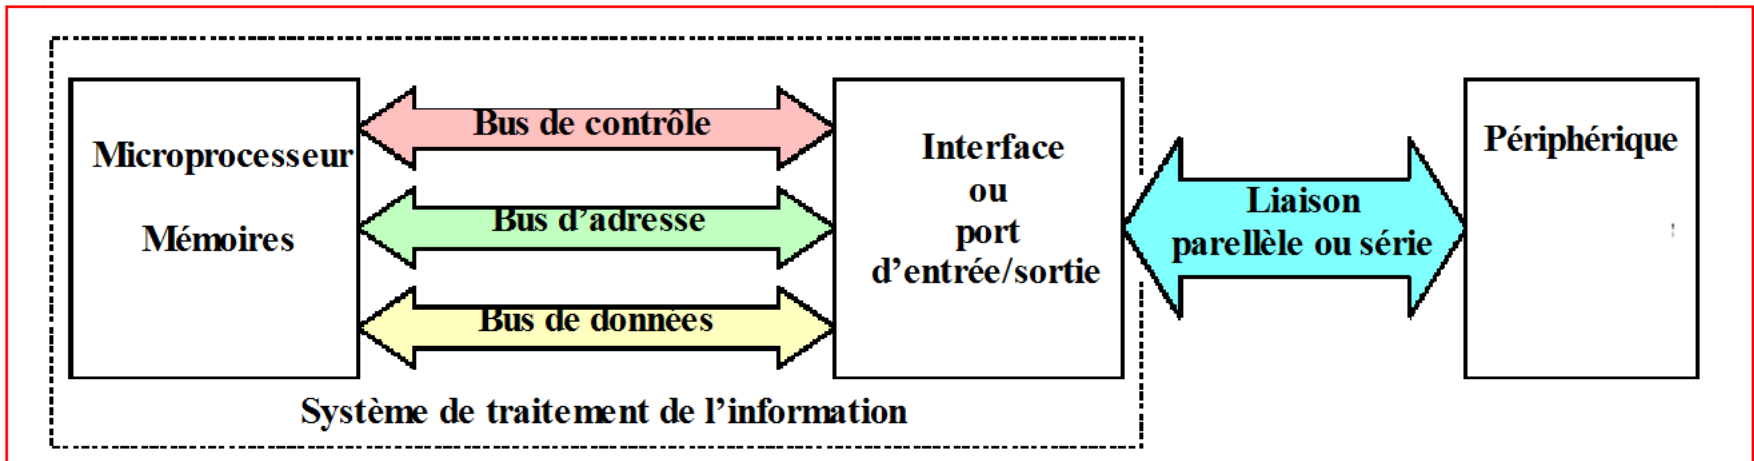 Microprocesseur
Mémoires
Bus de contrôle
Bus d’adresse
Bus de données
Interface
ou
port
d’entrée/sortie
Liaison
parellèle ou série
Périphérique
Système de traitement de l’information